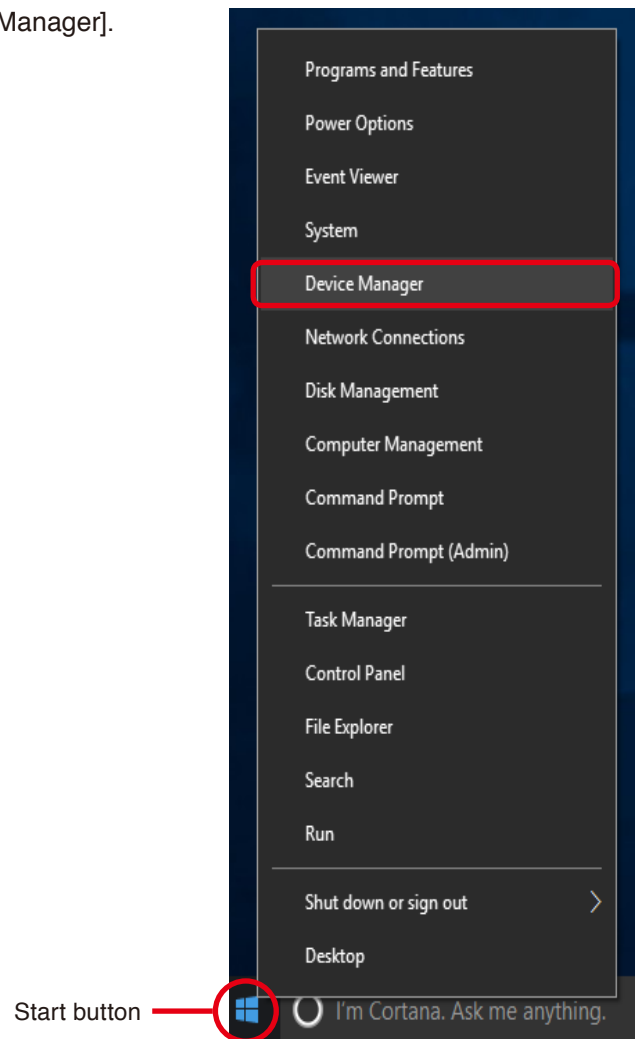 Manager].
Programs and Features
Power Options
Event Viewer
System
Device Manager
Network Connections
Disk Management
Computer Management
Command Prompt
Command Prompt (Admin)
Task Manager
Control Panel
File Explorer
Search
Run
Shut down or sign out
Desktop
Start button
I'm Cortana. Ask me anything.